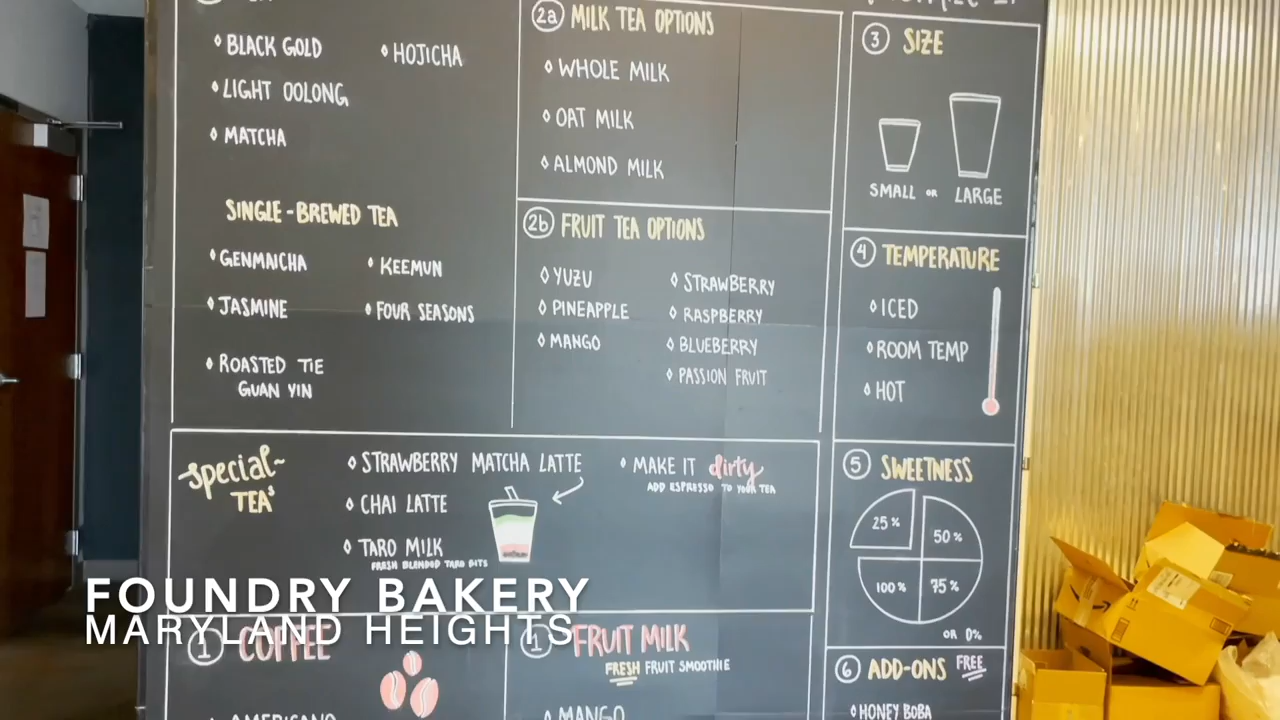 BLACK GOLD
HOJICHA
LIGHT OOLONG
MATCHA
SINGLE-BREWED TEA
GENMAICHA
KEEMUN
JASMINE
FOUR SEASONS
ROASTED TIE
GUAN YIN
2a MILK TEA OPTIONS
WHOLE MILK
OAT MILK
ALMOND MILK
2b FRUIT TEA OPTIONS
YUZU
STRAWBERRY
PINEAPPLE
RASPBERRY
MANGO
BLUEBERRY
PASSION FRUIT
3 SIZE
SMALL OR LARGE
4 TEMPERATURE
ICED
ROOM TEMP
HOT
5 SWEETNESS
25%
50%
100%
75%
OR 0%
6 ADD-ONS FREE
HONEY BOBA
special~
TEA'
STRAWBERRY MATCHA LATTE
CHAI LATTE
TARO MILK
FRESH BLENDED TARO BITS
MAKE IT dirty
ADD ESPRESSO TO YOUR TEA
FOUNDRY BAKERY
MARYLAND HEIGHTS
1 COFFEE
AMERICANO
1 FRUIT MILK
FRESH FRUIT SMOOTHIE
MANGO